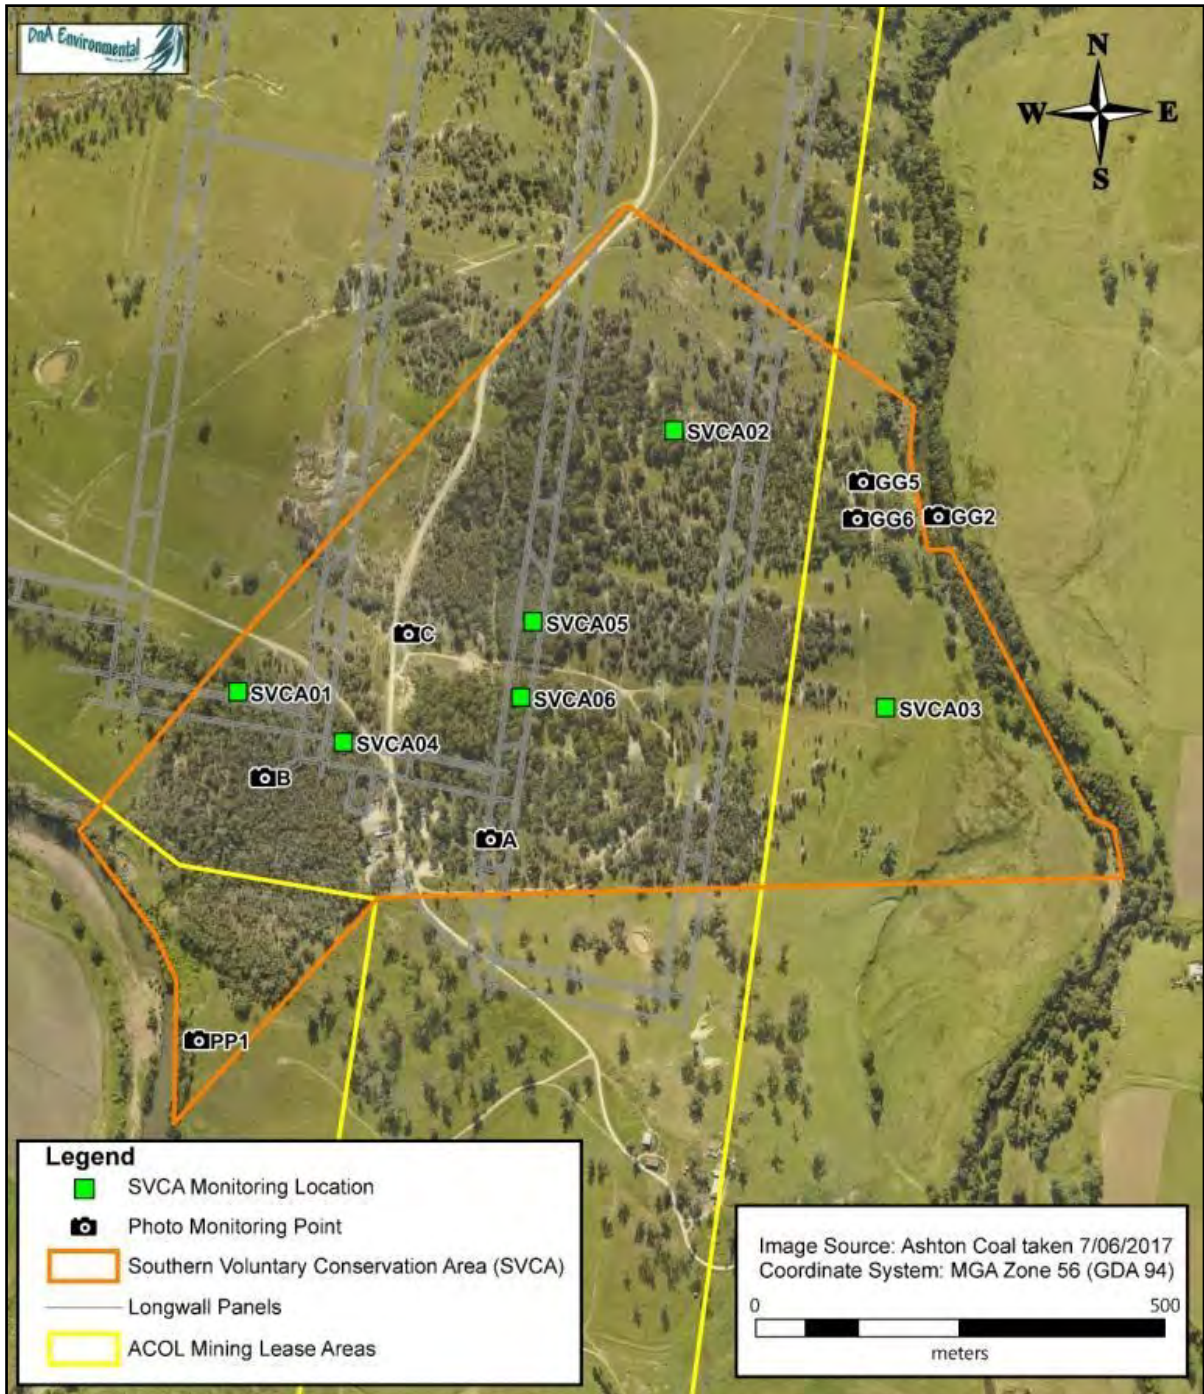 DnA Environmental
N
W
E
S
SVCA02
GG5
GG6
GG2
SVCA05
C
SVCA01
SVCA06
SVCA03
SVCA04
B
A
PP1
Legend
SVCA Monitoring Location
Photo Monitoring Point
Southern Voluntary Conservation Area (SVCA)
Longwall Panels
ACOL Mining Lease Areas
Image Source: Ashton Coal taken 7/06/2017
Coordinate System: MGA Zone 56 (GDA 94)
0 500
meters